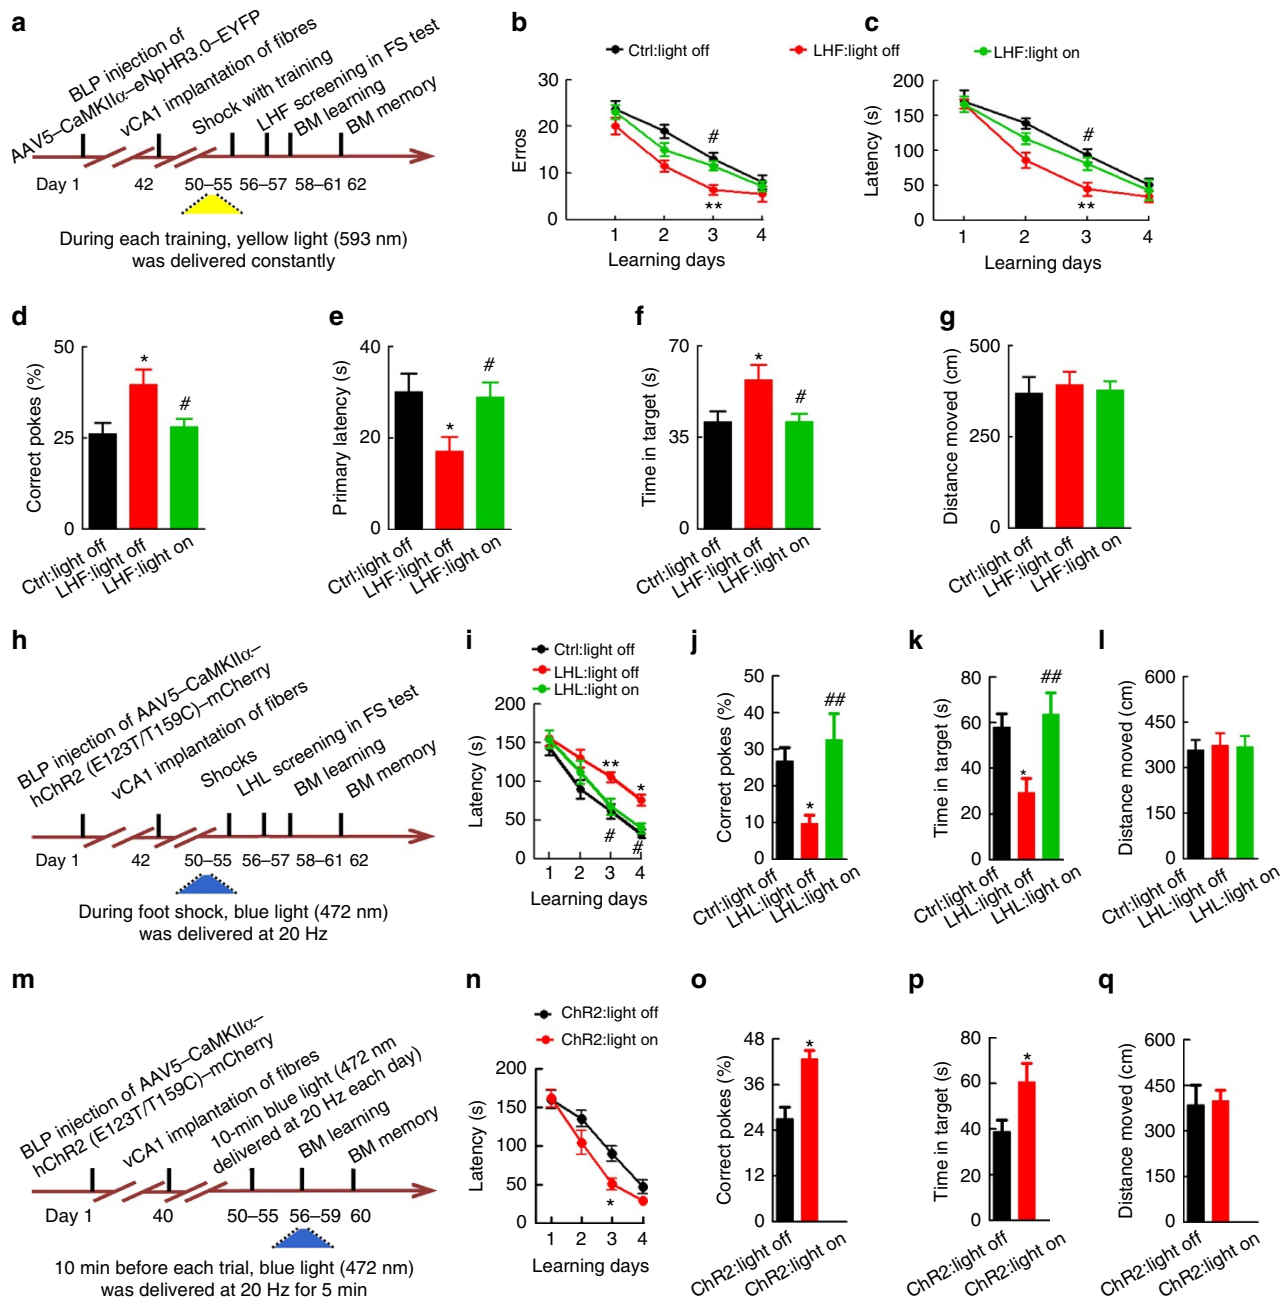 a
BLP injection of
AAV5–CaMKIIα–eNpHR3.0–EYFP
vCA1 implantation of fibres
Shock with training
LHF screening in FS test
BM learning
BM memory
Day 1
42
50–55
56–57
58–61
62
During each training, yellow light (593 nm)
was delivered constantly
b
Ctrl:light off
LHF:light off
LHF:light on
Erros
30
20
10
0
#
**
1 2 3 4
Learning days
c
Latency (s)
200
150
100
50
0
#
**
1 2 3 4
Learning days
d
Correct pokes (%)
50
25
0
*
#
Ctrl:light off
LHF:light off
LHF:light on
e
Primary latency (s)
40
20
0
*
#
Ctrl:light off
LHF:light off
LHF:light on
f
Time in target (s)
70
35
0
*
#
Ctrl:light off
LHF:light off
LHF:light on
g
Distance moved (cm)
500
250
0
Ctrl:light off
LHF:light off
LHF:light on
h
BLP injection of AAV5–CaMKIIα–
hChR2 (E123T/T159C)–mCherry
vCA1 implantation of fibers
Shocks
LHL screening in FS test
BM learning
BM memory
Day 1
42
50–55
56–57
58–61
62
During foot shock, blue light (472 nm)
was delivered at 20 Hz
i
Ctrl:light off
LHL:light off
LHL:light on
Latency (s)
200
150
100
50
0
**
*
#
#
1 2 3 4
Learning days
j
Correct pokes (%)
50
40
30
20
10
0
*
##
Ctrl:light off
LHL:light off
LHL:light on
k
Time in target (s)
80
60
40
20
0
*
##
Ctrl:light off
LHL:light off
LHL:light on
l
Distance moved (cm)
600
450
300
150
0
Ctrl:light off
LHL:light off
LHL:light on
m
BLP injection of AAV5–CaMKIIα–
hChR2 (E123T/T159C)–mCherry
vCA1 implantation of fibres
10-min blue light (472 nm
delivered at 20 Hz each day)
BM learning
BM memory
Day 1
40
50–55
56–59
60
10 min before each trial, blue light (472 nm)
was delivered at 20 Hz for 5 min
n
ChR2:light off
ChR2:light on
Latency (s)
200
150
100
50
0
*
1 2 3 4
Learning days
o
Correct pokes (%)
48
36
24
12
0
*
ChR2:light off
ChR2:light on
p
Time in target (s)
80
60
40
20
0
*
ChR2:light off
ChR2:light on
q
Distance moved (cm)
600
450
300
150
0
ChR2:light off
ChR2:light on